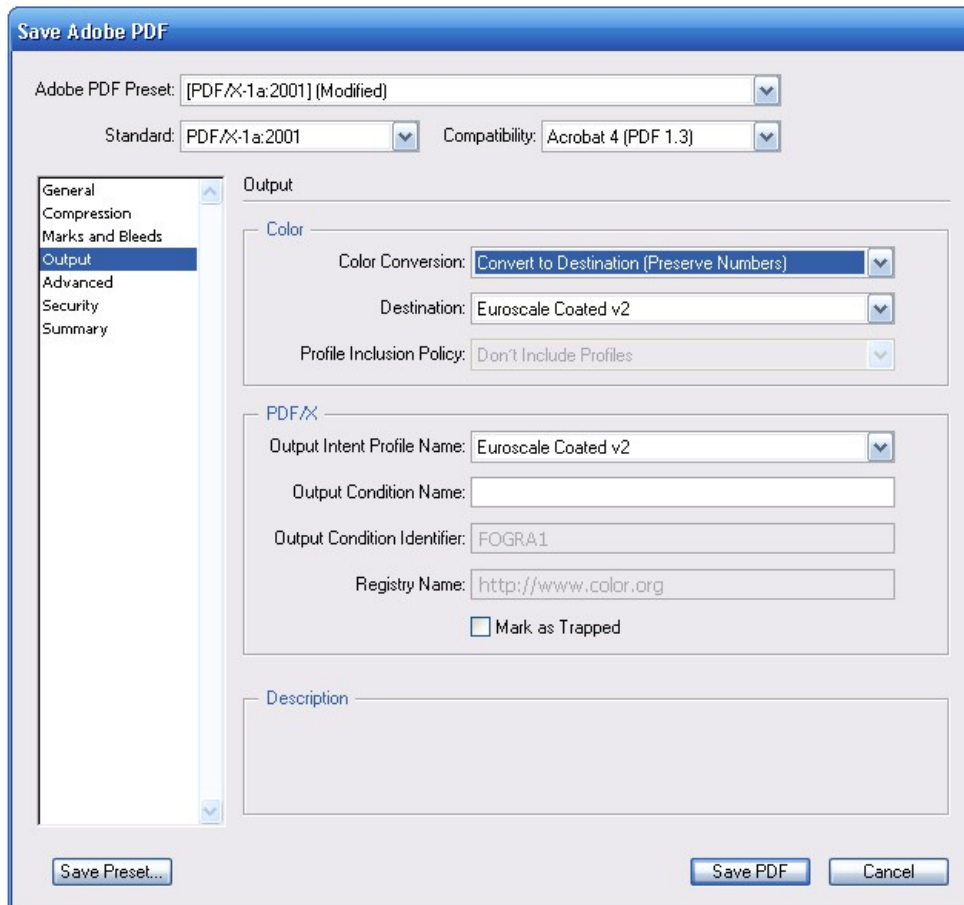 Save Adobe PDF
Adobe PDF Preset: [PDF/X-1a:2001] (Modified)
Standard: PDF/X-1a:2001 Compatibility: Acrobat 4 (PDF 1.3)
General
Compression
Marks and Bleeds
Output
Advanced
Security
Summary
Output
Color
Color Conversion: Convert to Destination (Preserve Numbers)
Destination: Euroscale Coated v2
Profile Inclusion Policy: Don't Include Profiles
PDF/X
Output Intent Profile Name: Euroscale Coated v2
Output Condition Name:
Output Condition Identifier: FOGRA1
Registry Name: http://www.color.org
Mark as Trapped
Description
Save Preset... Save PDF Cancel